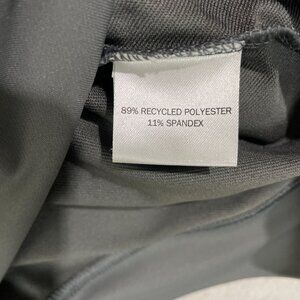 89% RECYCLED POLYESTER
11% SPANDEX